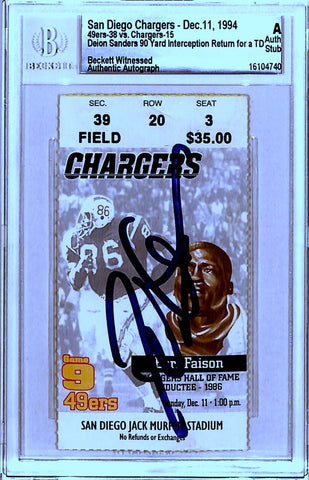 BECKETT
San Diego Chargers - Dec.11, 1994
49ers-38 vs. Chargers-15
Deion Sanders 90 Yard Interception Return for a TD
Beckett Witnessed
Authentic Autograph
A
Auth
Stub
16104740
SEC. ROW SEAT
39 20 3
FIELD $35.00
CHARGERS
86
Faison
HALL OF FAME
INDUCTEE - 1986
Dec. 11 • 1:00 p.m.
Game
9
49ers
SAN DIEGO JACK MURPHY STADIUM
No Refunds or Exchanges